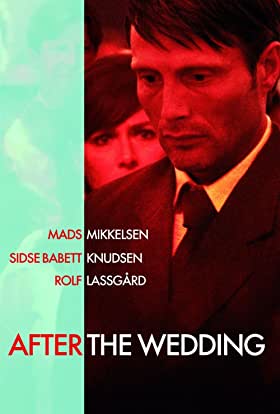 MADS MIKKELSEN
SIDSE BABETT KNUDSEN
ROLF LASSGÅRD
AFTER THE WEDDING